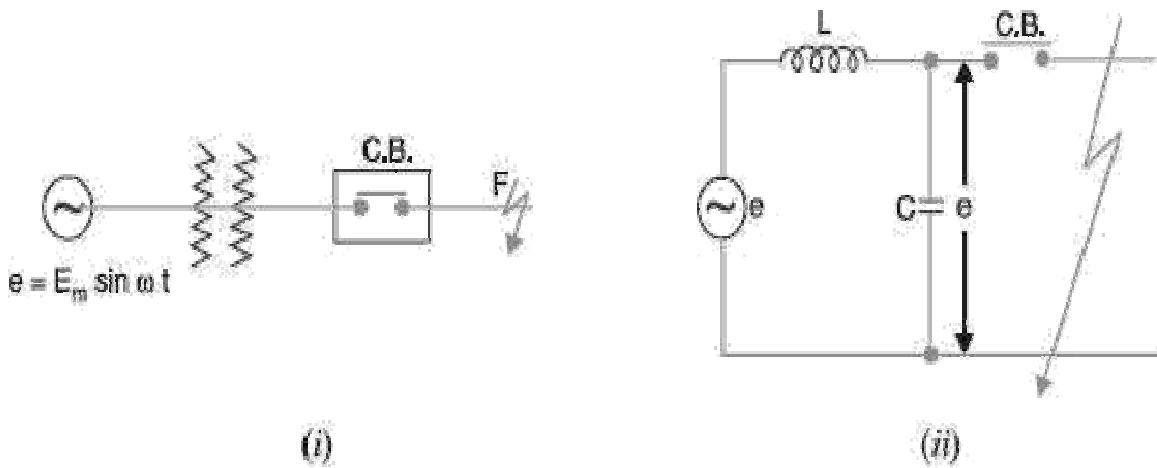 C.B.
F
e = E_m sin ω t
(i)
L
C.B.
e
C
e
(ii)